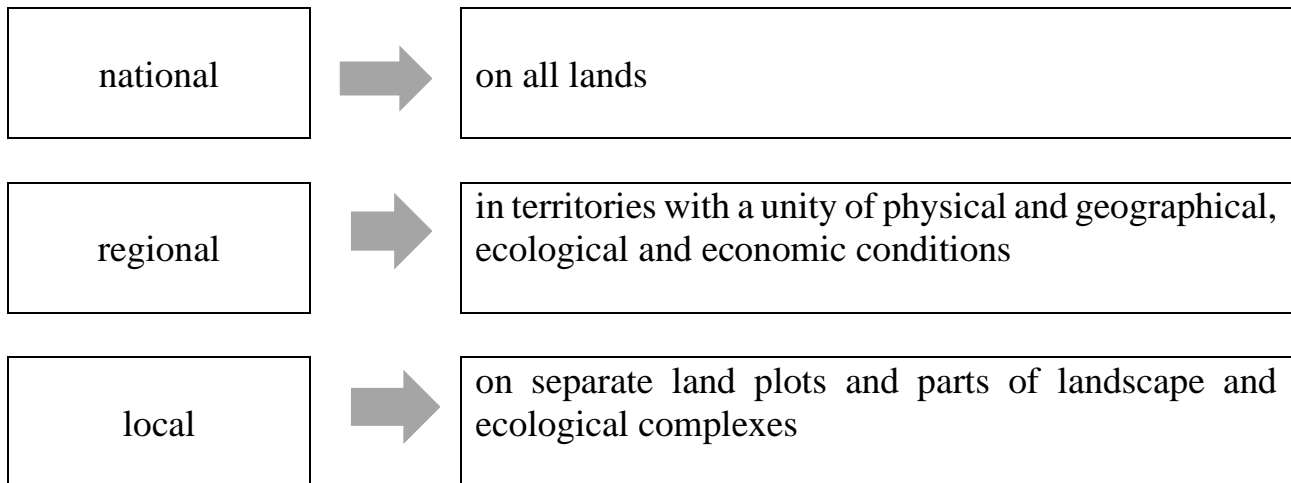 national
on all lands
regional
in territories with a unity of physical and geographical,
ecological and economic conditions
local
on separate land plots and parts of landscape and
ecological complexes